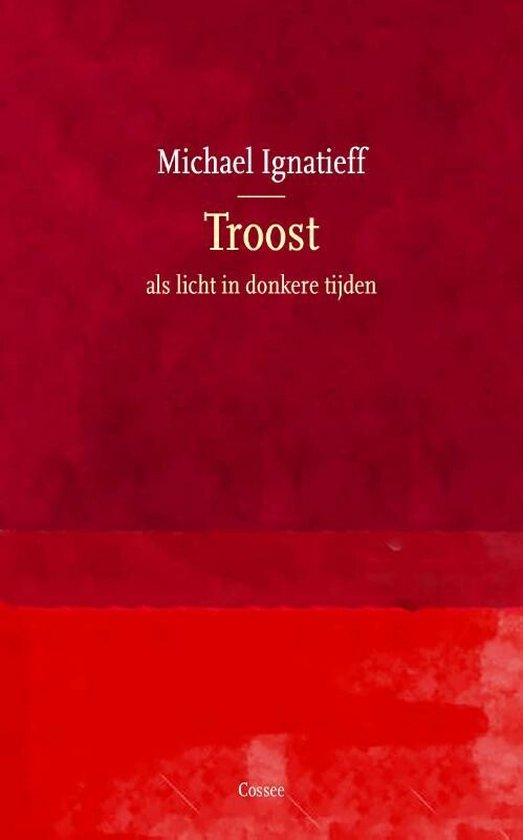 Michael Ignatieff
Troost
als licht in donkere tijden
Cossee